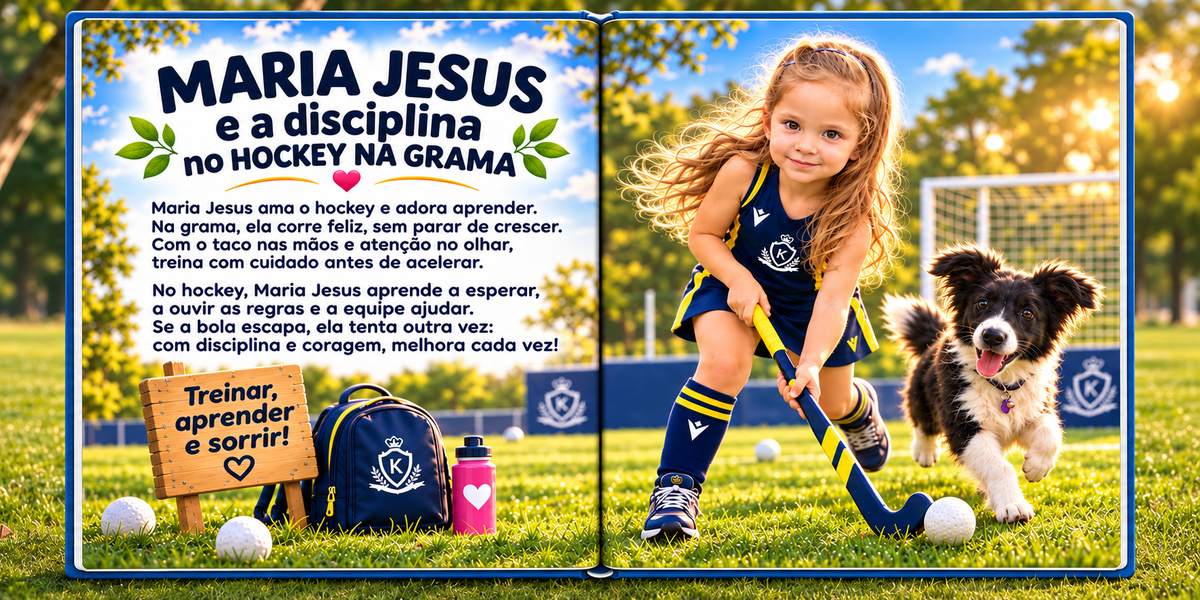 MARIA JESUS
e a disciplina
no HOCKEY NA GRAMA
Maria Jesus ama o hockey e adora aprender.
Na grama, ela corre feliz, sem parar de crescer.
Com o taco nas mãos e atenção no olhar,
treina com cuidado antes de acelerar.
No hockey, Maria Jesus aprende a esperar,
a ouvir as regras e a equipe ajudar.
Se a bola escapa, ela tenta outra vez:
com disciplina e coragem, melhora cada vez!
Treinar,
aprender
e sorrir!
K
K
K
K